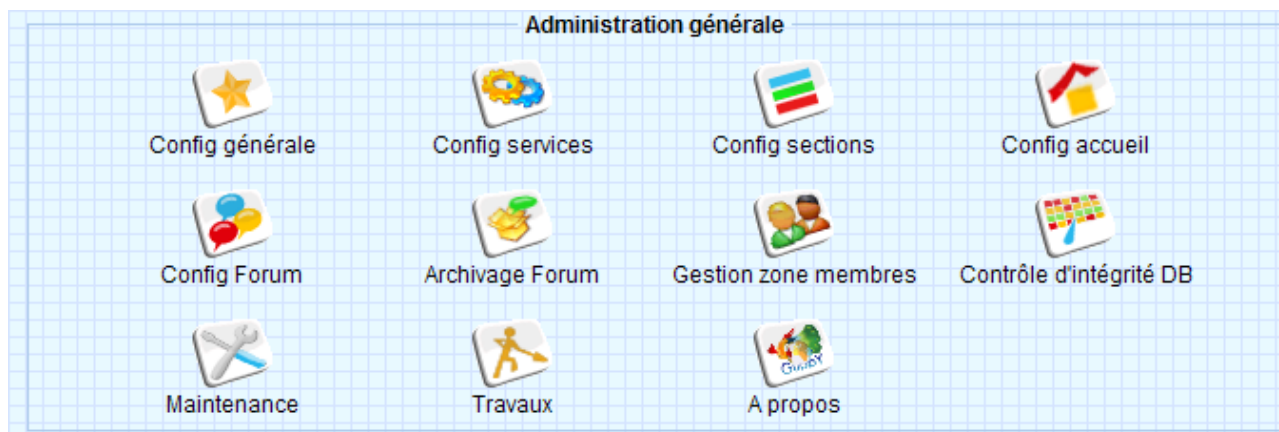 Administration générale
Config générale
Config services
Config sections
Config accueil
Config Forum
Archivage Forum
Gestion zone membres
Contrôle d'intégrité DB
Maintenance
Travaux
GuppY
A propos